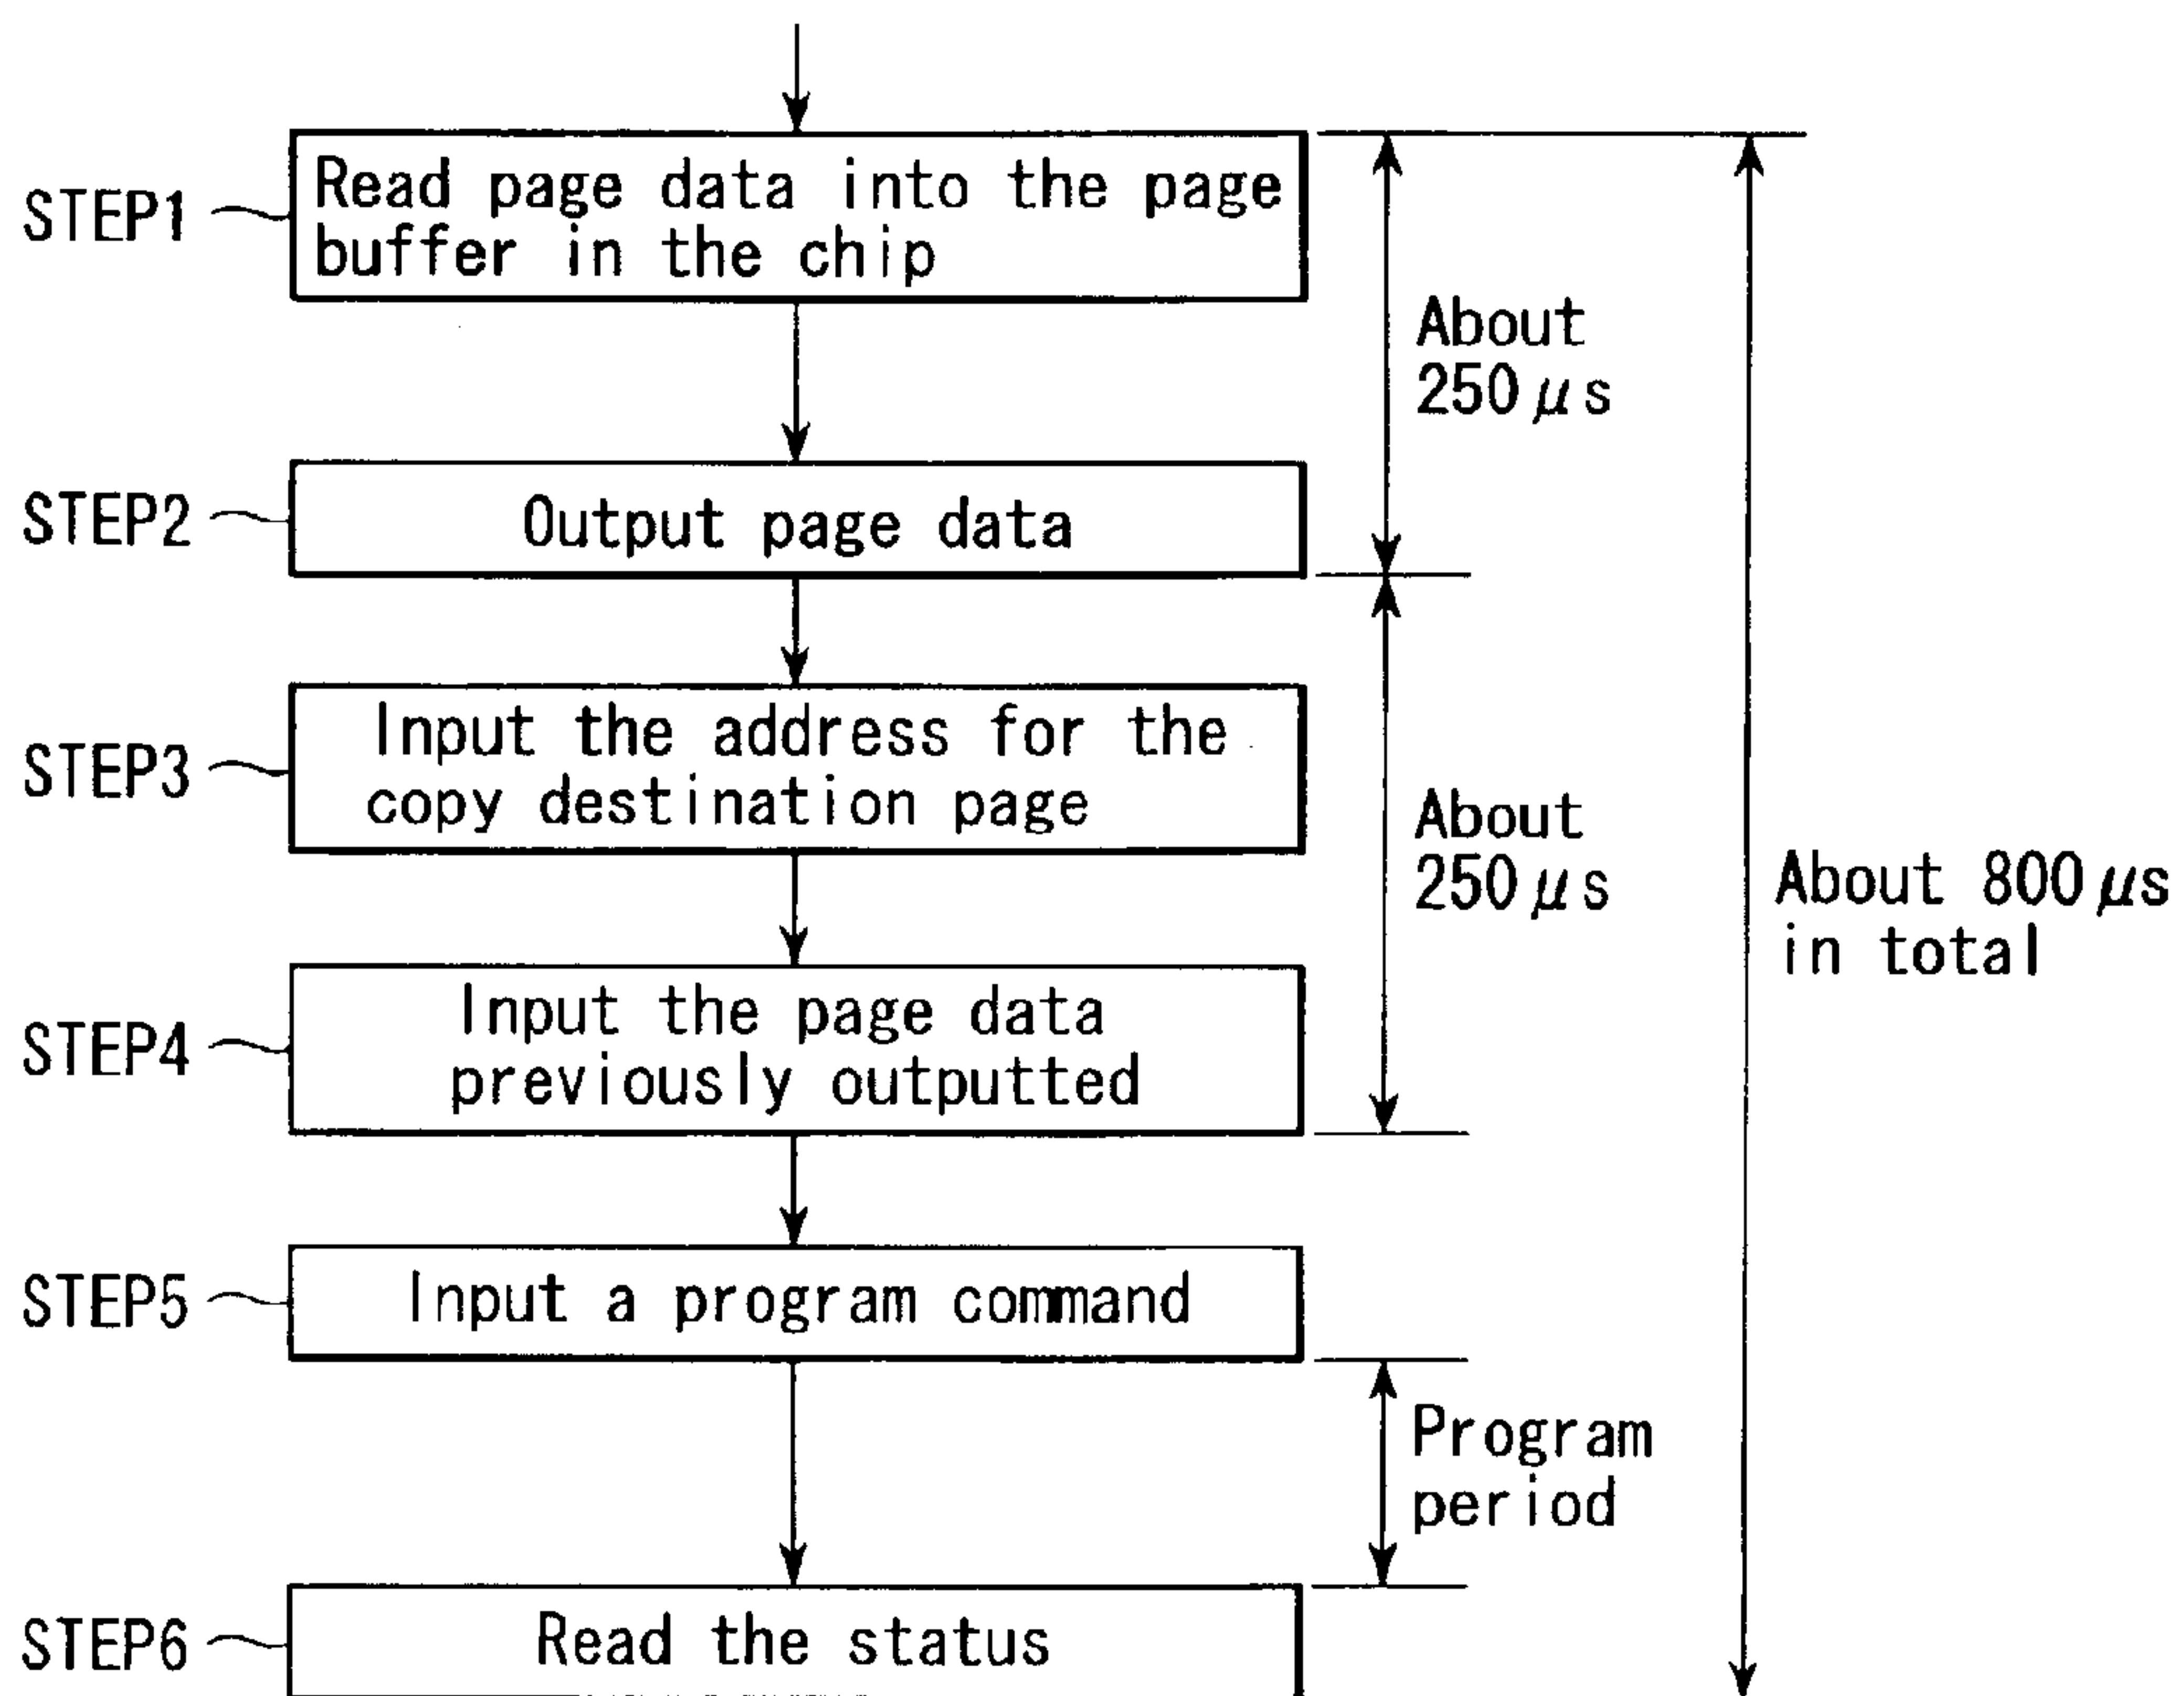 STEP1
Read page data into the page
buffer in the chip
About
250μs
STEP2
Output page data
STEP3
Input the address for the
copy destination page
About
250μs
About 800μs
in total
STEP4
Input the page data
previously outputted
STEP5
Input a program command
Program
period
STEP6
Read the status